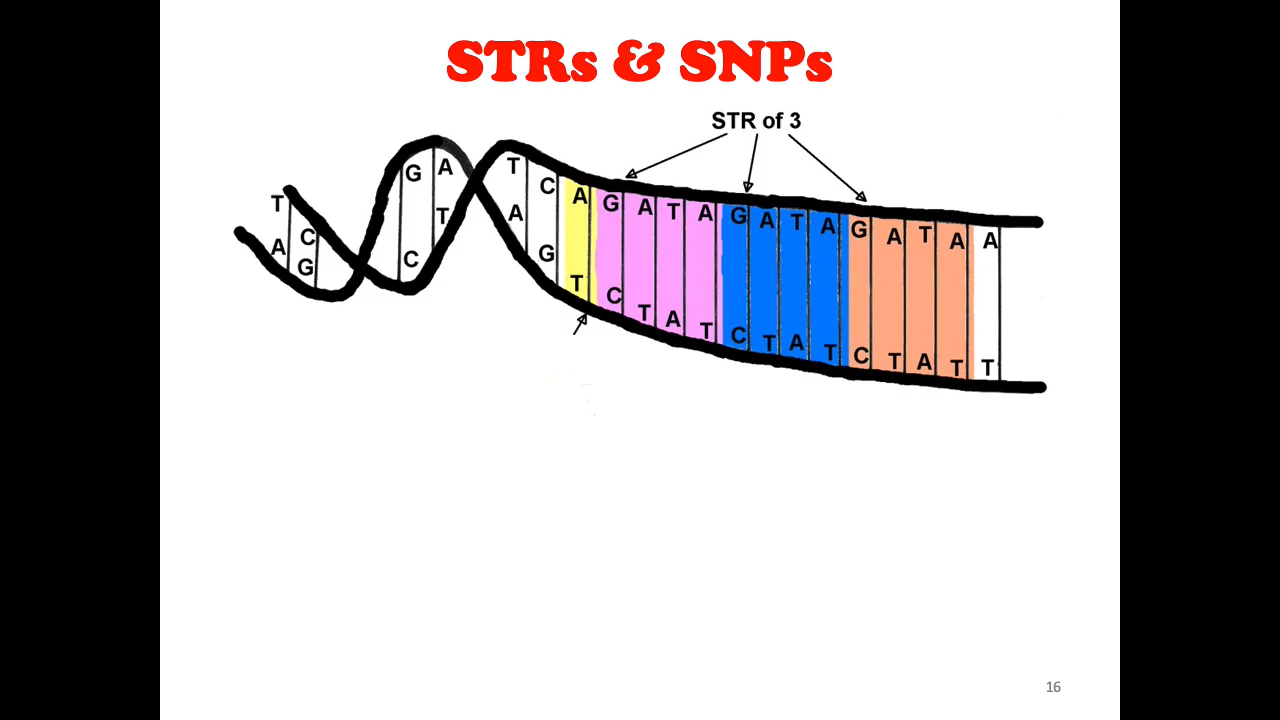 STRs & SNPs
STR of 3
T C G A T C A G A T A G A T A G A T A A
A G C T A G T C T A T C T A T C T A T T
16